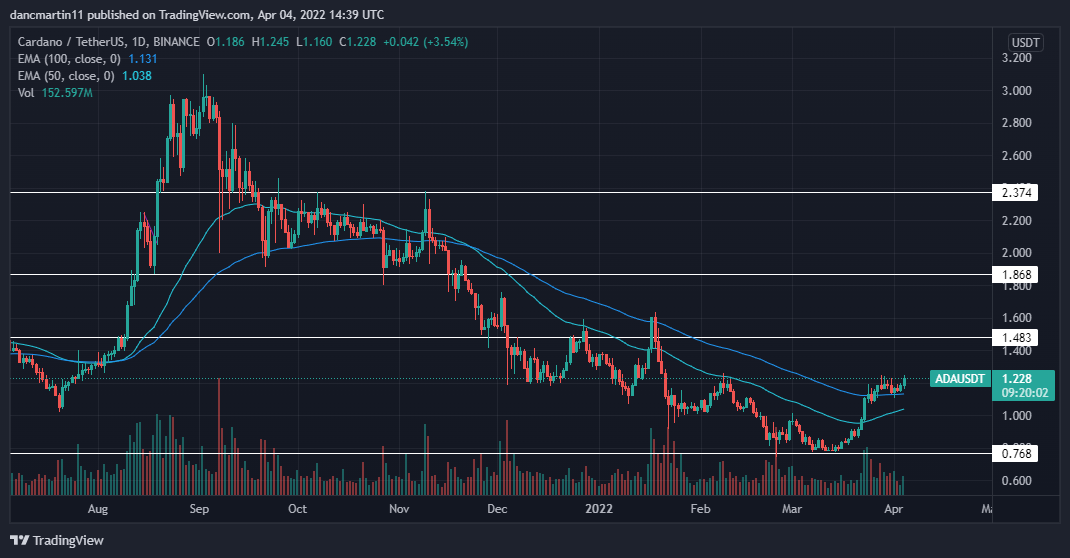 dancmartin11 published on TradingView.com, Apr 04, 2022 14:39 UTC
Cardano / TetherUS, 1D, BINANCE O1.186 H1.245 L1.160 C1.228 +0.042 (+3.54%)
EMA (100, close, 0) 1.131
EMA (50, close, 0) 1.038
Vol 152.597M
USDT
3.200
3.000
2.800
2.600
2.374
2.200
2.000
1.868
1.800
1.600
1.483
1.400
ADAUSDT 1.228
09:20:02
1.000
0.768
0.600
Aug Sep Oct Nov Dec 2022 Feb Mar Apr
TradingView